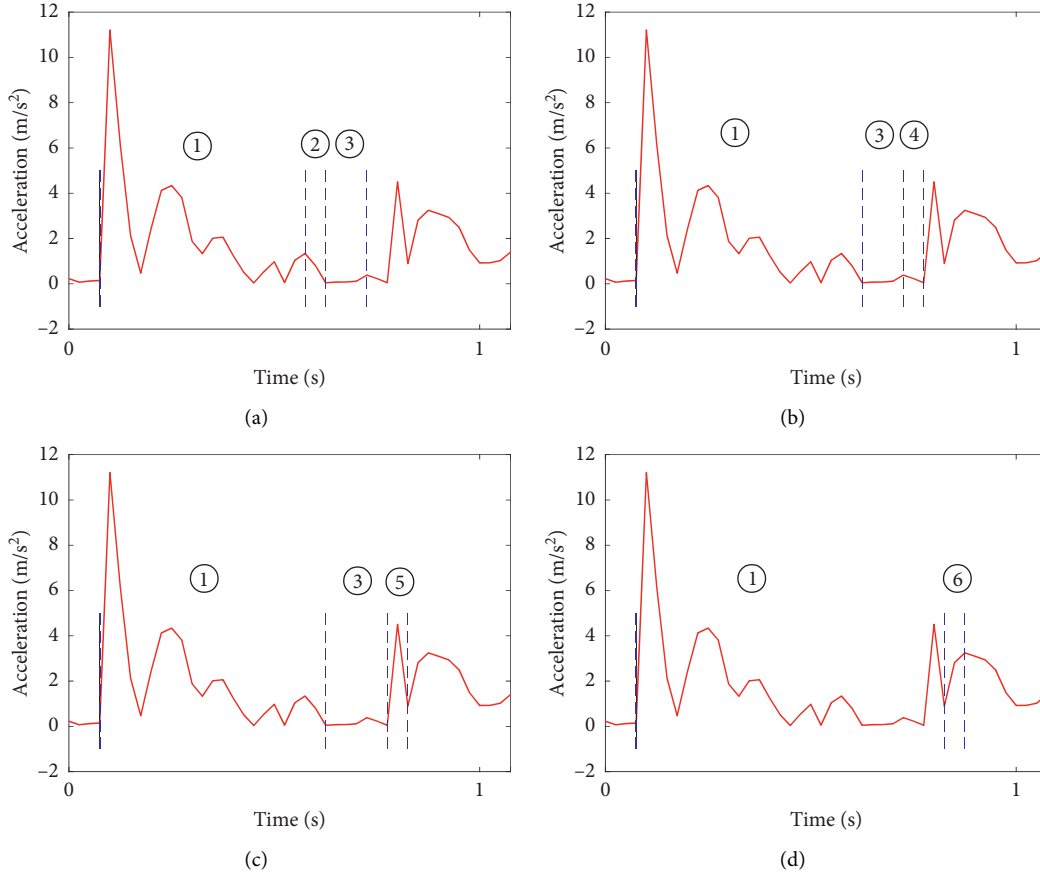 12
10
8
6
4
2
0
−2
Acceleration (m/s²)
① ② ③
0 1
Time (s)
(a)
12
10
8
6
4
2
0
−2
Acceleration (m/s²)
① ③ ④
0 1
Time (s)
(b)
12
10
8
6
4
2
0
−2
Acceleration (m/s²)
① ③ ⑤
0 1
Time (s)
(c)
12
10
8
6
4
2
0
−2
Acceleration (m/s²)
① ⑥
0 1
Time (s)
(d)